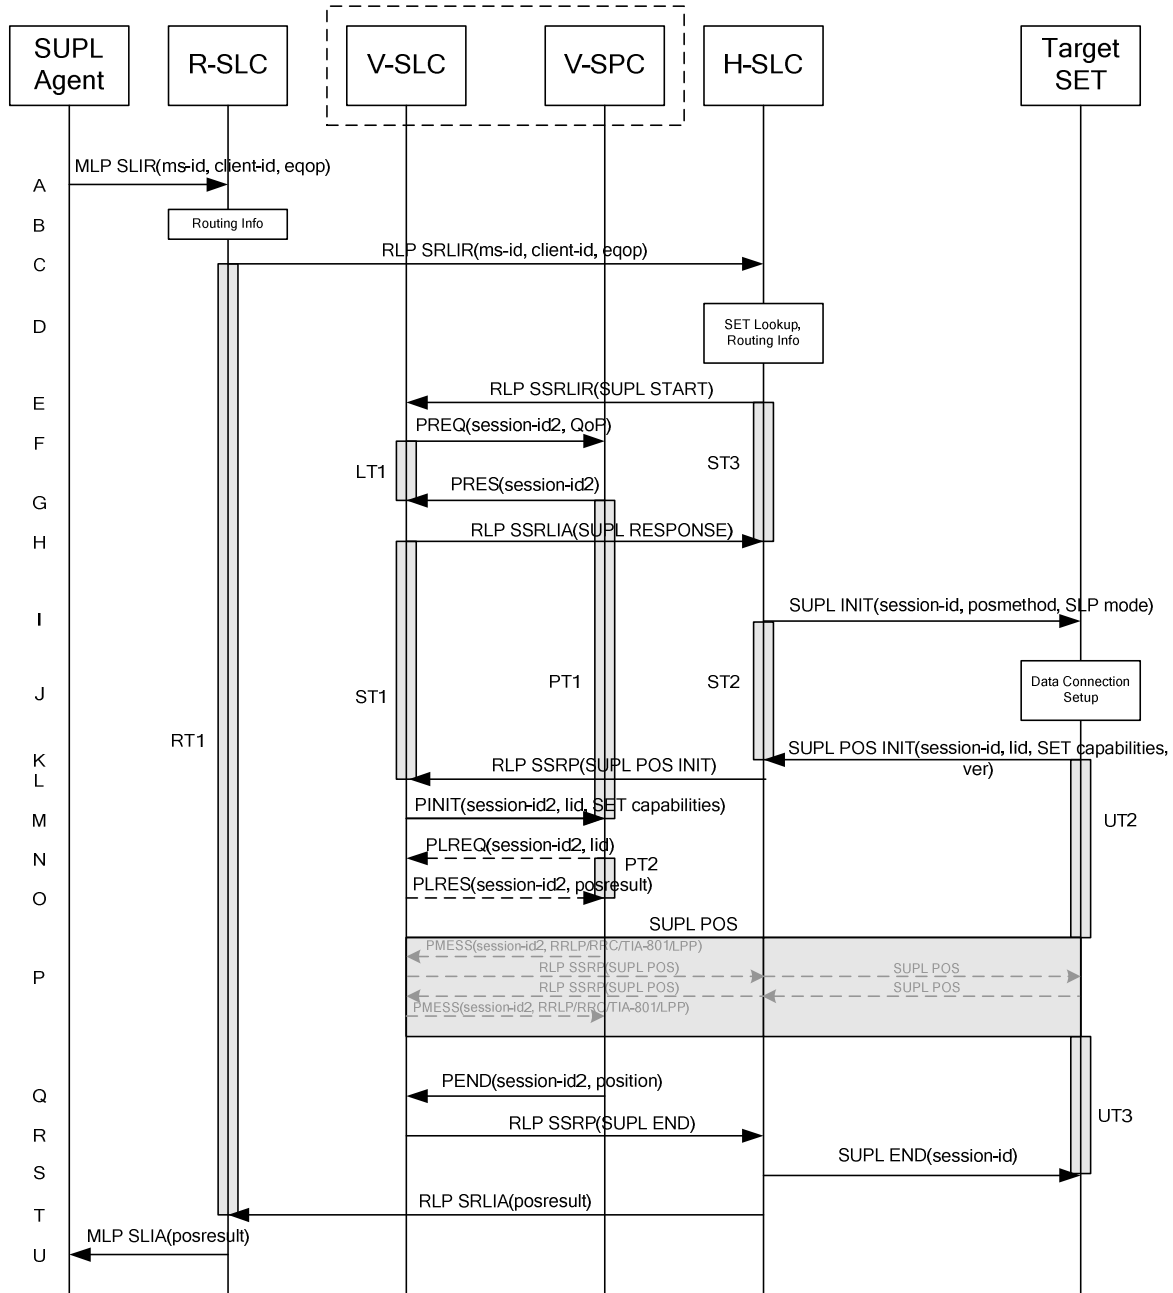 SUPL
Agent
R-SLC
V-SLC
V-SPC
H-SLC
Target
SET
MLP SLIR(ms-id, client-id, eqop)
A
B
Routing Info
RLP SRLIR(ms-id, client-id, eqop)
C
D
SET Lookup,
Routing Info
RLP SSRLIR(SUPL START)
E
PREQ(session-id2, QoP)
F
LT1
ST3
PRES(session-id2)
G
RLP SSRLIA(SUPL RESPONSE)
H
SUPL INIT(session-id, posmethod, SLP mode)
I
J
ST1
PT1
ST2
Data Connection
Setup
RT1
SUPL POS INIT(session-id, lid, SET capabilities,
ver)
K
RLP SSRP(SUPL POS INIT)
L
PINIT(session-id2, lid, SET capabilities)
M
UT2
PLREQ(session-id2, lid)
N
PT2
PLRES(session-id2, posresult)
O
SUPL POS
PMESS(session-id2, RRLP/RRC/TIA-801/LPP)
RLP SSRP(SUPL POS)
SUPL POS
P
RLP SSRP(SUPL POS)
SUPL POS
PMESS(session-id2, RRLP/RRC/TIA-801/LPP)
PEND(session-id2, position)
Q
RLP SSRP(SUPL END)
R
UT3
SUPL END(session-id)
S
RLP SRLIA(posresult)
T
MLP SLIA(posresult)
U